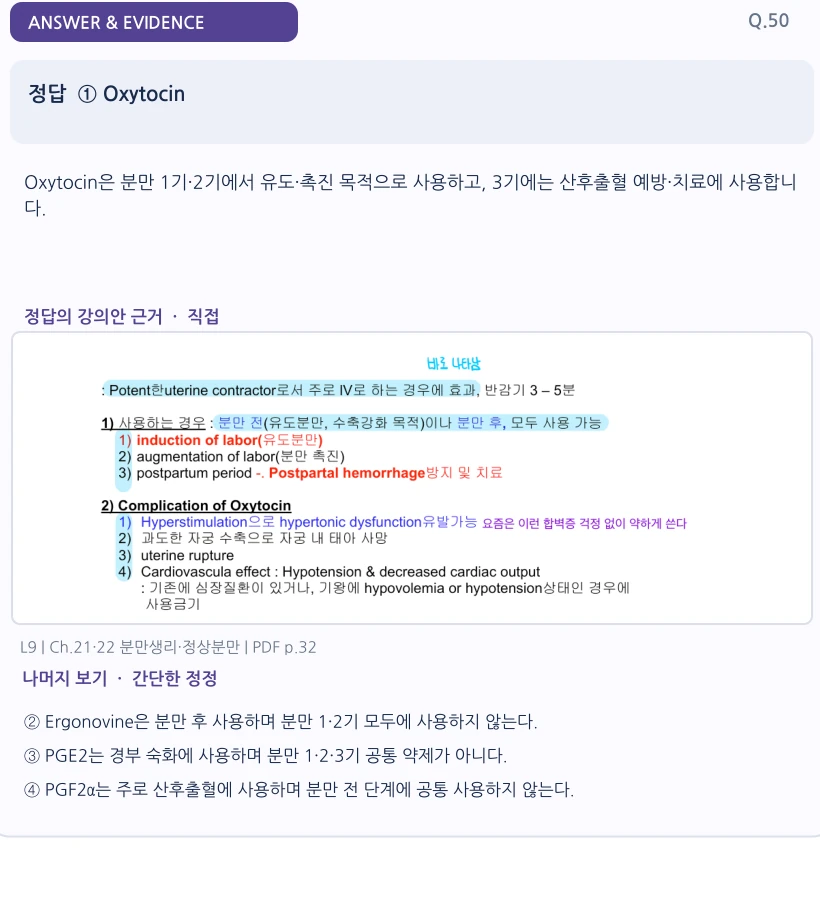 ANSWER & EVIDENCE
Q.50
정답 ① Oxytocin
Oxytocin은 분만 1기·2기에서 유도·촉진 목적으로 사용하고, 3기에는 산후출혈 예방·치료에 사용합니
다.
정답의 강의안 근거 · 직접
바로 나타남
: Potent한uterine contractor로서 주로 IV로 하는 경우에 효과, 반감기 3 – 5분
1) 사용하는 경우 : 분만 전(유도분만, 수축강화 목적)이나 분만 후, 모두 사용 가능
1) induction of labor(유도분만)
2) augmentation of labor(분만 촉진)
3) postpartum period -. Postpartal hemorrhage방지 및 치료
2) Complication of Oxytocin
1) Hyperstimulation으로 hypertonic dysfunction유발가능 요즘은 이런 합벽증 걱정 없이 약하게 쓴다
2) 과도한 자궁 수축으로 자궁 내 태아 사망
3) uterine rupture
4) Cardiovascula effect : Hypotension & decreased cardiac output
: 기존에 심장질환이 있거나, 기왕에 hypovolemia or hypotension상태인 경우에
사용금기
L9 | Ch.21·22 분만생리·정상분만 | PDF p.32
나머지 보기 · 간단한 정정
② Ergonovine은 분만 후 사용하며 분만 1·2기 모두에 사용하지 않는다.
③ PGE2는 경부 숙화에 사용하며 분만 1·2·3기 공통 약제가 아니다.
④ PGF2α는 주로 산후출혈에 사용하며 분만 전 단계에 공통 사용하지 않는다.